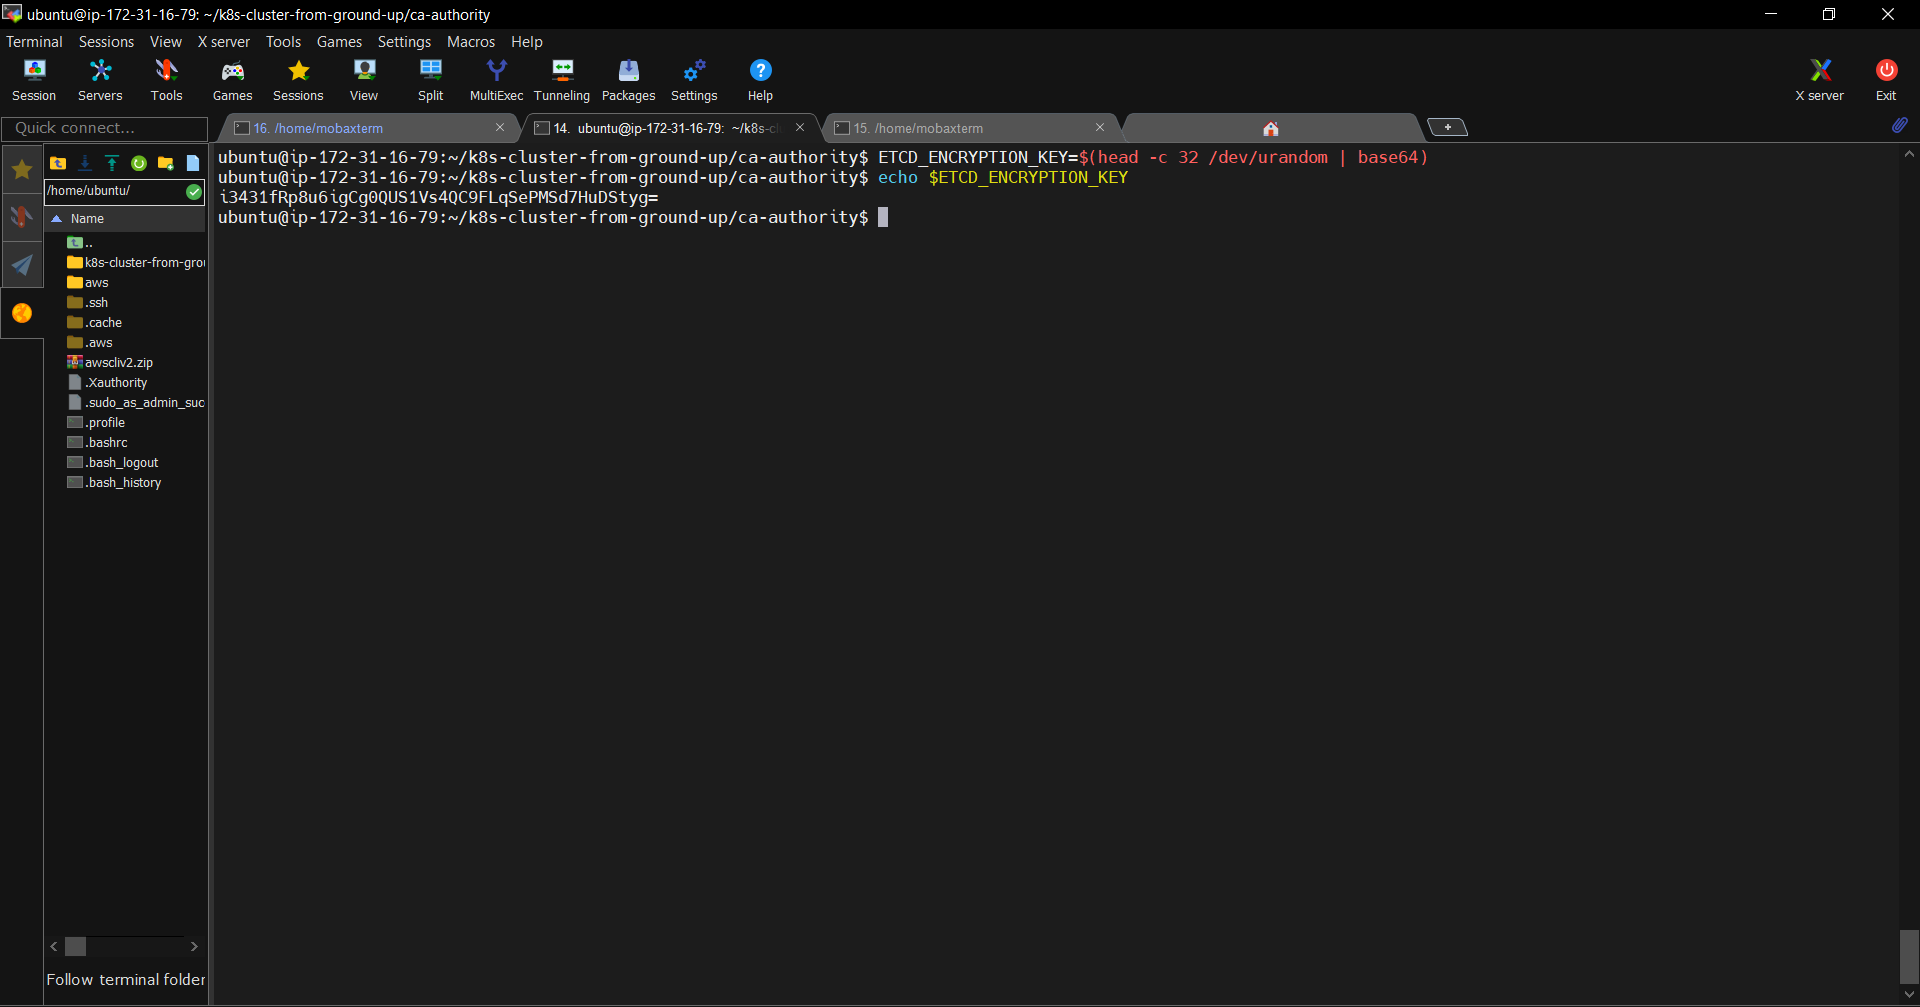 ubuntu@ip-172-31-16-79: ~/k8s-cluster-from-ground-up/ca-authority
Terminal Sessions View X server Tools Games Settings Macros Help
Session Servers Tools Games Sessions View Split MultiExec Tunneling Packages Settings Help X server Exit
Quick connect...
16. /home/mobaxterm
14. ubuntu@ip-172-31-16-79: ~/k8s-c
15. /home/mobaxterm
/home/ubuntu/
Name
..
k8s-cluster-from-grou
aws
.ssh
.cache
.aws
awscliv2.zip
.Xauthority
.sudo_as_admin_suc
.profile
.bashrc
.bash_logout
.bash_history
Follow terminal folder
ubuntu@ip-172-31-16-79:~/k8s-cluster-from-ground-up/ca-authority$ ETCD_ENCRYPTION_KEY=$(head -c 32 /dev/urandom | base64)
ubuntu@ip-172-31-16-79:~/k8s-cluster-from-ground-up/ca-authority$ echo $ETCD_ENCRYPTION_KEY
i3431fRp8u6igCg0QUS1Vs4QC9FLqSePMSd7HuDStyg=
ubuntu@ip-172-31-16-79:~/k8s-cluster-from-ground-up/ca-authority$